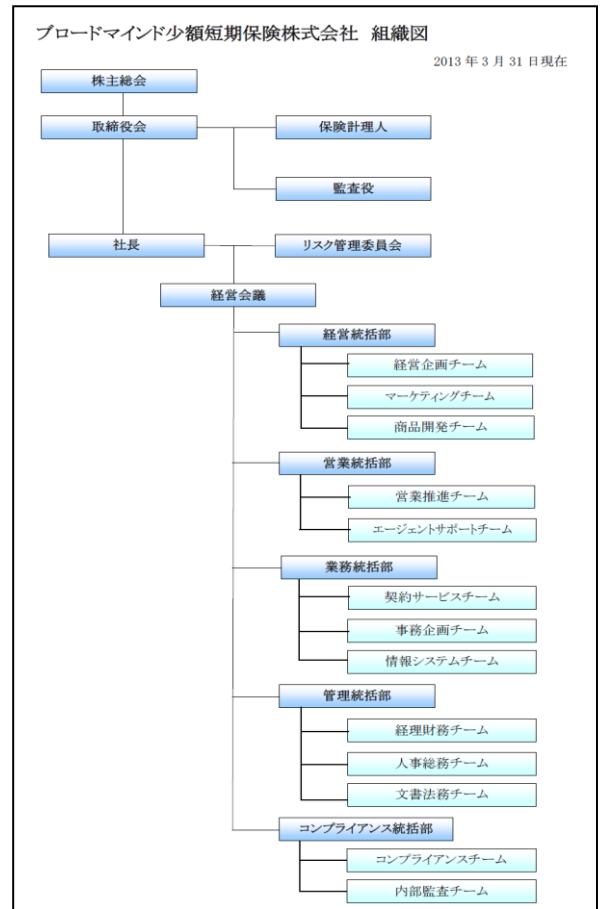 ブロードマインド少額短期保険株式会社 組織図
2013 年 3 月 31 日現在
株主総会
取締役会
保険計理人
監査役
社長
リスク管理委員会
経営会議
経営統括部
経営企画チーム
マーケティングチーム
商品開発チーム
営業統括部
営業推進チーム
エージェントサポートチーム
業務統括部
契約サービスチーム
事務企画チーム
情報システムチーム
管理統括部
経理財務チーム
人事総務チーム
文書法務チーム
コンプライアンス統括部
コンプライアンスチーム
内部監査チーム